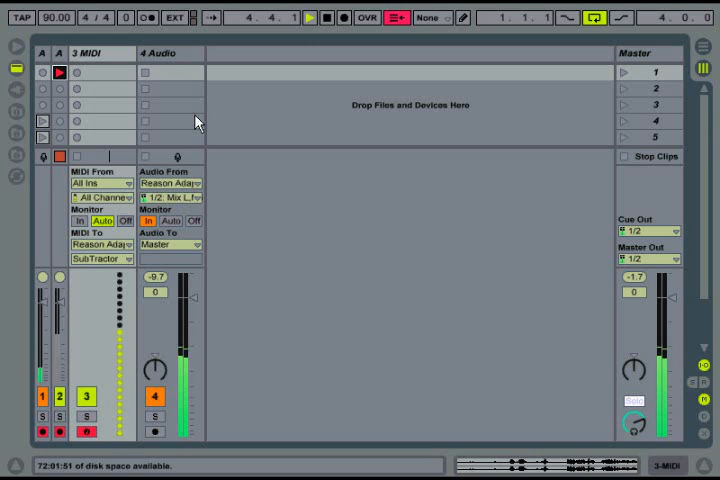 TAP 90.00 4 / 4 0 EXT 4. 4. 1 OVR None 1. 1. 1 4. 0. 0
A A 3 MIDI 4 Audio Master
1
2
Drop Files and Devices Here 3
4
5
Stop Clips
MIDI From Audio From
All Ins Reason Adap
All Channe 1/2: Mix L,
Monitor Monitor
In Auto Off In Auto Off
MIDI To Audio To
Reason Adap Master
SubTractor
Cue Out
1/2
Master Out
1/2
-9.7 -1.7
0 0
1 2 3 4
Solo
S S S S
I·O
S R
M
D
X
72:01:51 of disk space available. 3-MIDI